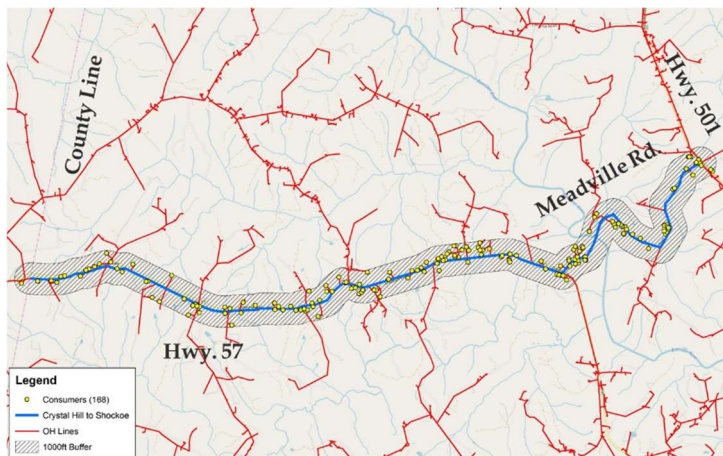 County Line
Hwy. 501
Meadville Rd.
Hwy. 57
Legend
Consumers (168)
Crystal Hill to Shockoe
OH Lines
1000ft Buffer